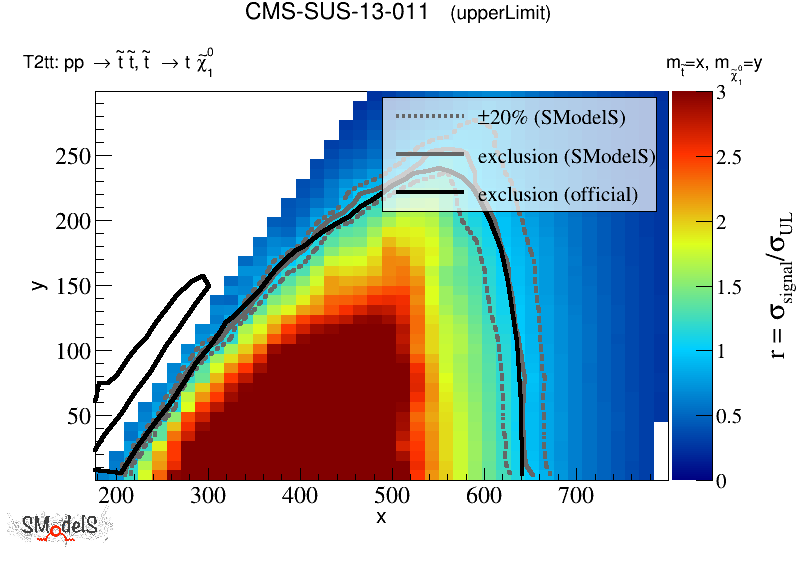 CMS-SUS-13-011 (upperLimit)
T2tt: pp → t̃ t̃, t̃ → t χ̃⁰₁
m_t̃=x, m_χ̃⁰₁=y
±20% (SModelS)
exclusion (SModelS)
exclusion (official)
250
200
150
100
50
y
200 300 400 500 600 700
x
3
2.5
2
1.5
1
0.5
0
r = σ_signal/σ_UL
SModelS